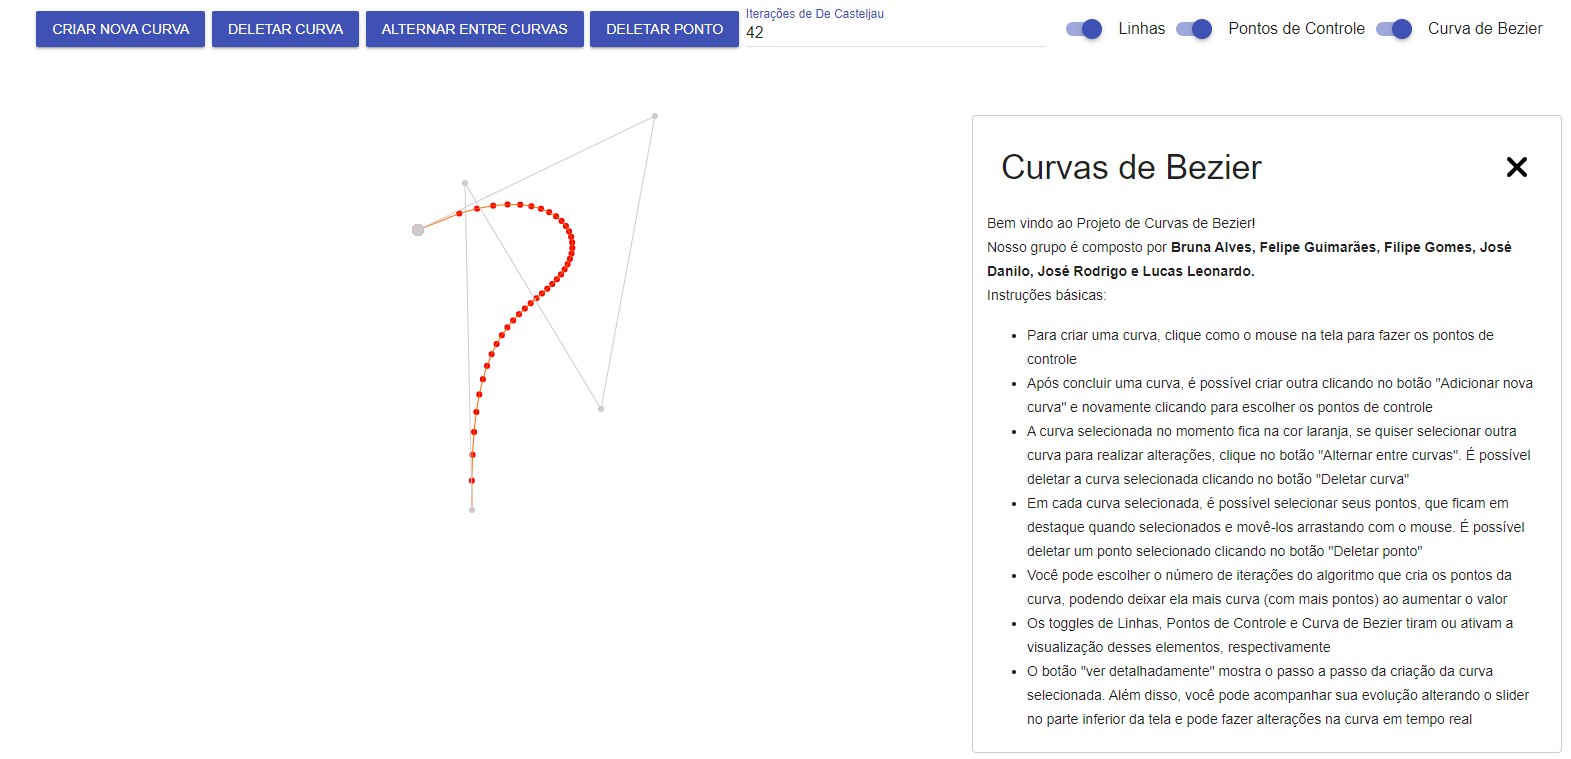 CRIAR NOVA CURVA DELETAR CURVA ALTERNAR ENTRE CURVAS DELETAR PONTO
Iterações de De Casteljau
42
Linhas Pontos de Controle Curva de Bezier
Curvas de Bezier
Bem vindo ao Projeto de Curvas de Bezier!
Nosso grupo é composto por Bruna Alves, Felipe Guimarães, Filipe Gomes, José
Danilo, José Rodrigo e Lucas Leonardo.
Instruções básicas:
• Para criar uma curva, clique como o mouse na tela para fazer os pontos de
controle
• Após concluir uma curva, é possível criar outra clicando no botão "Adicionar nova
curva" e novamente clicando para escolher os pontos de controle
• A curva selecionada no momento fica na cor laranja, se quiser selecionar outra
curva para realizar alterações, clique no botão "Alternar entre curvas". É possível
deletar a curva selecionada clicando no botão "Deletar curva"
• Em cada curva selecionada, é possível selecionar seus pontos, que ficam em
destaque quando selecionados e movê-los arrastando com o mouse. É possível
deletar um ponto selecionado clicando no botão "Deletar ponto"
• Você pode escolher o número de iterações do algoritmo que cria os pontos da
curva, podendo deixar ela mais curva (com mais pontos) ao aumentar o valor
• Os toggles de Linhas, Pontos de Controle e Curva de Bezier tiram ou ativam a
visualização desses elementos, respectivamente
• O botão "ver detalhadamente" mostra o passo a passo da criação da curva
selecionada. Além disso, você pode acompanhar sua evolução alterando o slider
no parte inferior da tela e pode fazer alterações na curva em tempo real